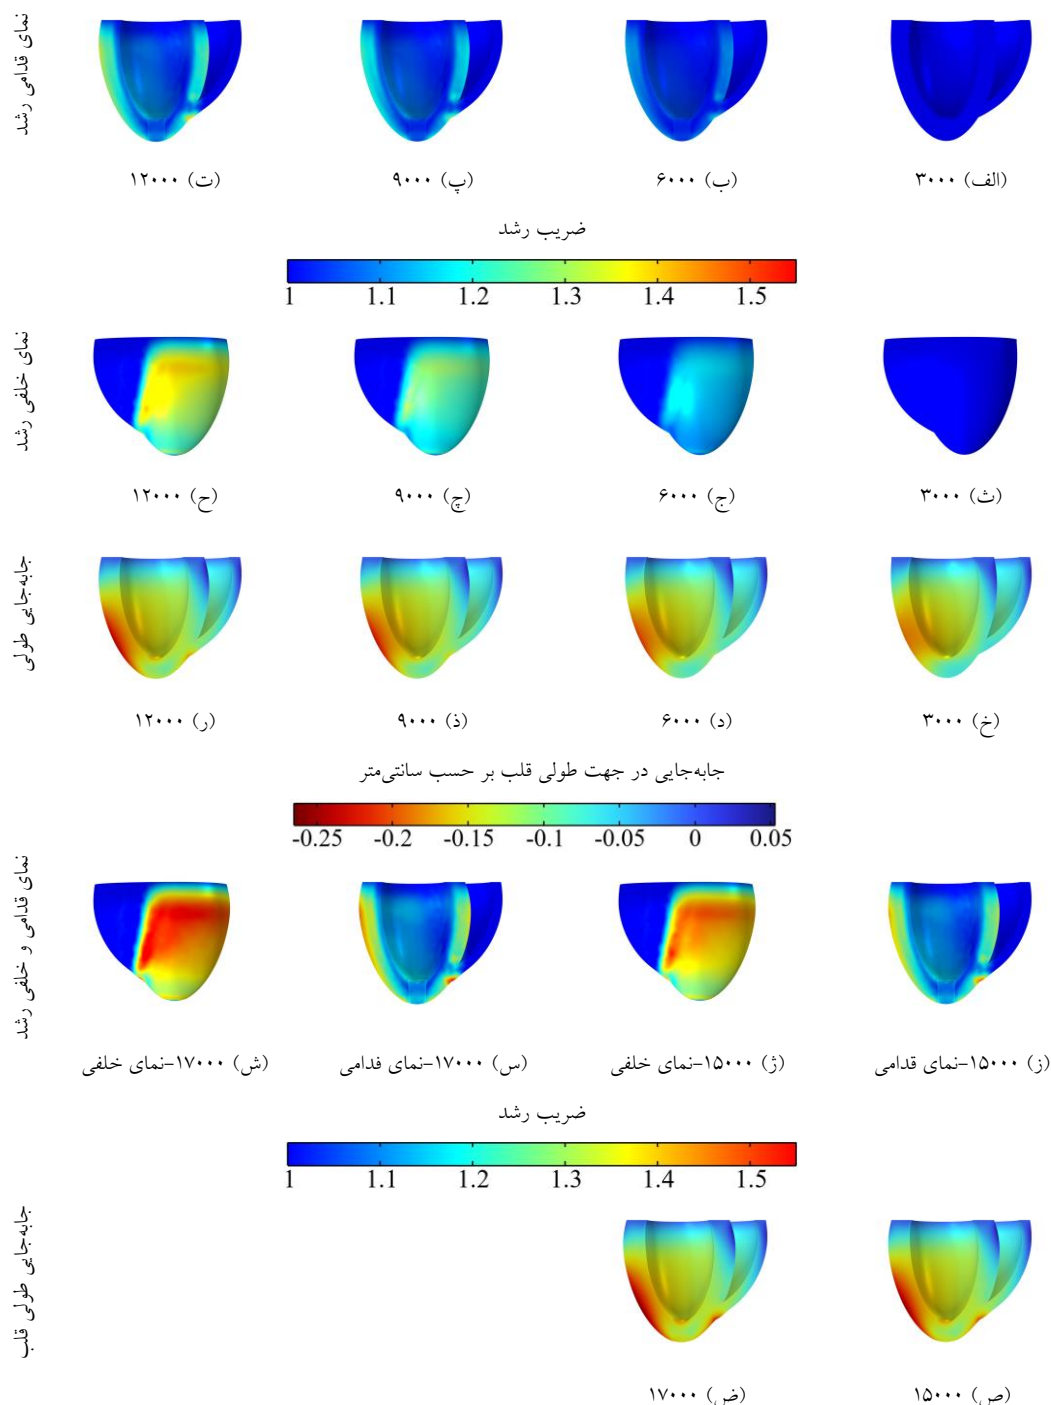 نمای قدامی رشد
(الف) ۳۰۰۰ (ب) ۶۰۰۰ (پ) ۹۰۰۰ (ت) ۱۲۰۰۰
ضریب رشد
1 1.1 1.2 1.3 1.4 1.5
نمای خلفی رشد
(ث) ۳۰۰۰ (ج) ۶۰۰۰ (چ) ۹۰۰۰ (ح) ۱۲۰۰۰
جابه‌جایی طولی
(خ) ۳۰۰۰ (د) ۶۰۰۰ (ذ) ۹۰۰۰ (ر) ۱۲۰۰۰
جابه‌جایی در جهت طولی قلب بر حسب سانتی‌متر
-0.25 -0.2 -0.15 -0.1 -0.05 0 0.05
نمای قدامی و خلفی رشد
(ز) ۱۵۰۰۰-نمای قدامی (ژ) ۱۵۰۰۰-نمای خلفی (س) ۱۷۰۰۰-نمای فدامی (ش) ۱۷۰۰۰-نمای خلفی
ضریب رشد
1 1.1 1.2 1.3 1.4 1.5
جابه‌جایی طولی قلب
(ص) ۱۵۰۰۰ (ض) ۱۷۰۰۰